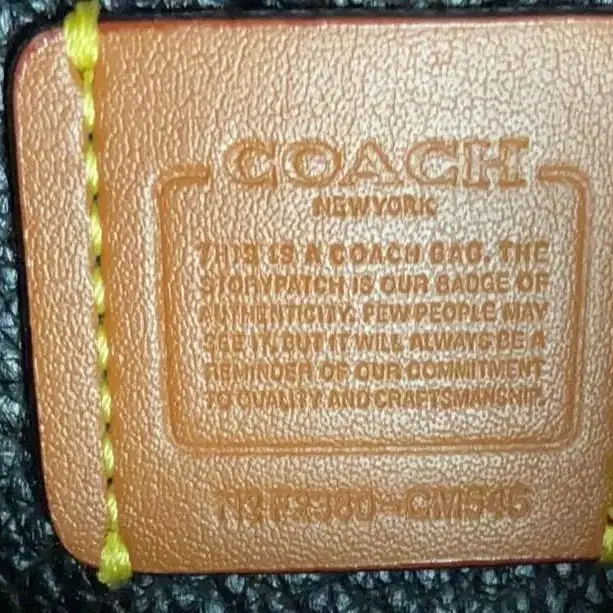 COACH
NEW YORK
THIS IS A COACH BAG. THE
STORYPATCH IS OUR BADGE OF
AUTHENTICITY. FEW PEOPLE MAY
SEE IT, BUT IT WILL ALWAYS BE A
REMINDER OF OUR COMMITMENT
TO QUALITY AND CRAFTSMANSHIP.